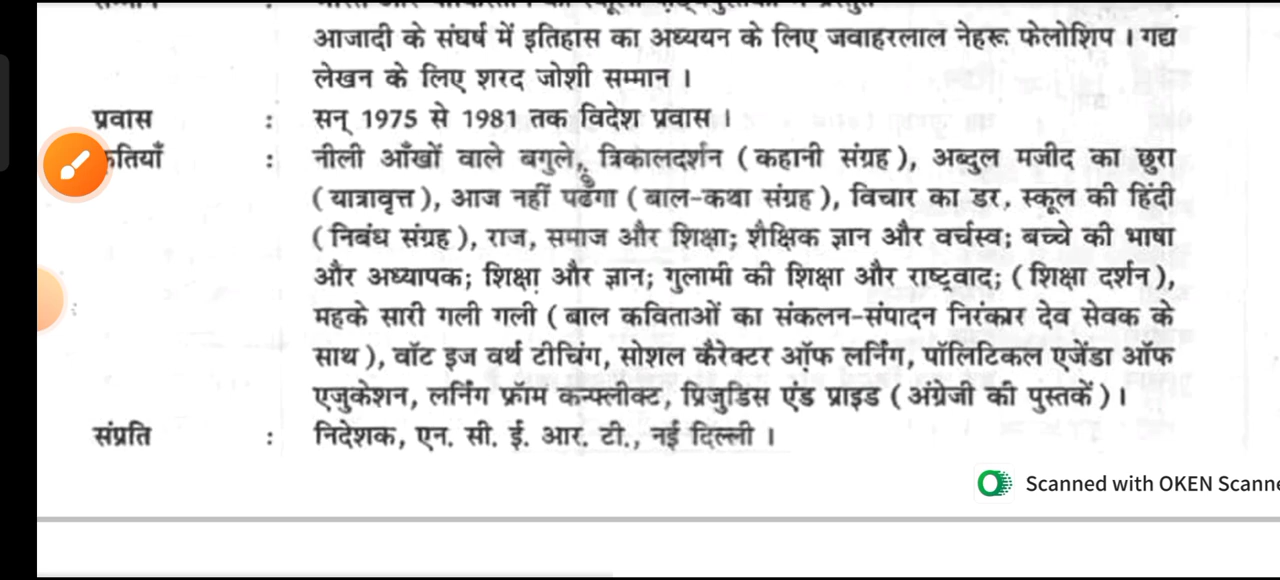 आजादी के संघर्ष में इतिहास का अध्ययन के लिए जवाहरलाल नेहरू फेलोशिप । गद्य
लेखन के लिए शरद जोशी सम्मान ।
प्रवास : सन् 1975 से 1981 तक विदेश प्रवास ।
: नीली आँखों वाले बगुले, त्रिकालदर्शन ( कहानी संग्रह ), अब्दुल मजीद का छुरा
( यात्रावृत्त ), आज नहीं पढूँगा ( बाल-कथा संग्रह ), विचार का डर, स्कूल की हिंदी
( निबंध संग्रह ), राज, समाज और शिक्षा; शैक्षिक ज्ञान और वर्चस्व; बच्चे की भाषा
और अध्यापक; शिक्षा और ज्ञान; गुलामी की शिक्षा और राष्ट्रवाद; ( शिक्षा दर्शन ),
महके सारी गली गली ( बाल कविताओं का संकलन-संपादन निरंकार देव सेवक के
साथ ), वॉट इज वर्थ टीचिंग, सोशल कैरेक्टर ऑफ लर्निंग, पॉलिटिकल एजेंडा ऑफ
एजुकेशन, लर्निंग फ्रॉम कन्फ्लीक्ट, प्रिजुडिस एंड प्राइड ( अंग्रेजी की पुस्तकें ) ।
संप्रति : निदेशक, एन. सी. ई. आर. टी., नई दिल्ली ।
Scanned with OKEN Scanne